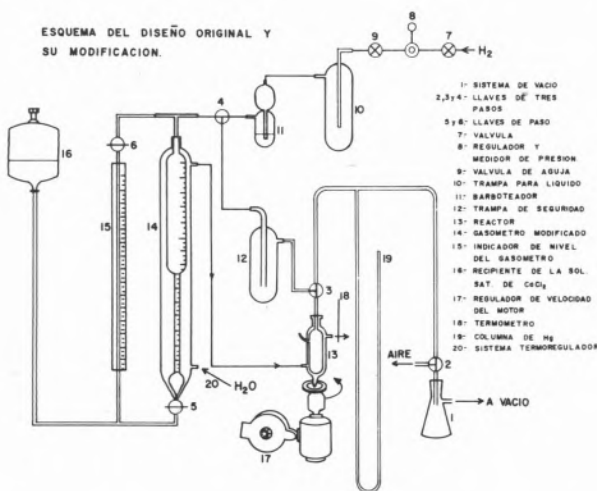 ESQUEMA DEL DISEÑO ORIGINAL Y
SU MODIFICACION.
8
9
7
H₂
4
11
10
6
16
15
14
12
3
18
19
13
20 H₂O
5
17
AIRE
2
1
A VACIO
1- SISTEMA DE VACIO
2,3y4- LLAVES DE TRES
PASOS
5y6- LLAVES DE PASO
7- VALVULA
8- REGULADOR Y
MEDIDOR DE PRESION.
9- VALVULA DE AGUJA
10- TRAMPA PARA LIQUIDO
11- BARBOTEADOR
12- TRAMPA DE SEGURIDAD
13- REACTOR
14- GASOMETRO MODIFICADO
15- INDICADOR DE NIVEL
DEL GASOMETRO
16- RECIPIENTE DE LA SOL.
SAT. DE CdCl₂
17- REGULADOR DE VELOCIDAD
DEL MOTOR
18- TERMOMETRO
19- COLUMNA DE Hg
20- SISTEMA TERMOREGULADOR